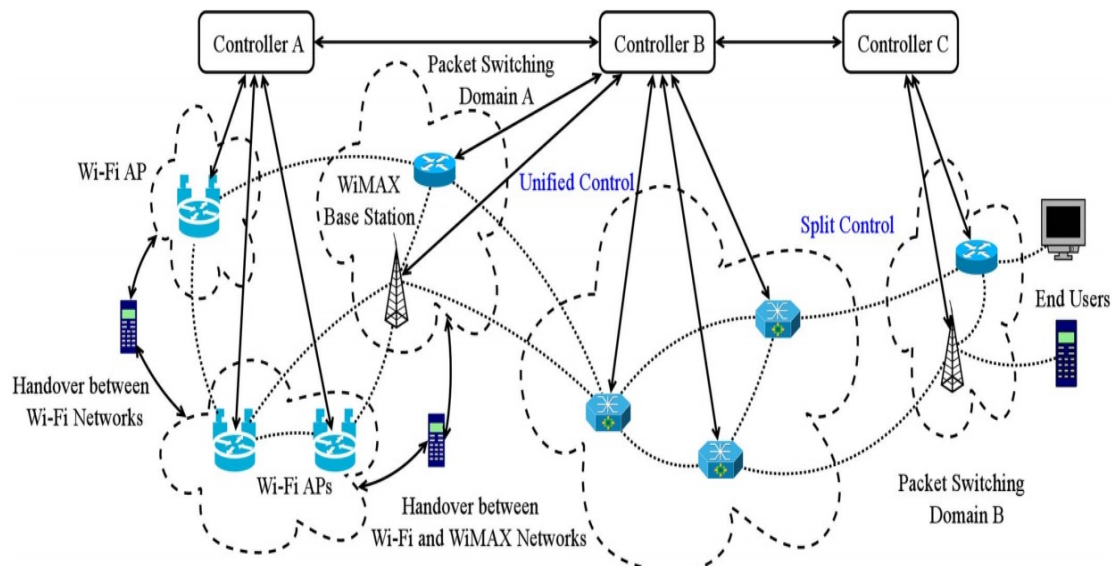 Controller A
Controller B
Controller C
Packet Switching
Domain A
Wi-Fi AP
WiMAX
Base Station
Unified Control
Split Control
End Users
Handover between
Wi-Fi Networks
Wi-Fi APs
Handover between
Wi-Fi and WiMAX Networks
Packet Switching
Domain B